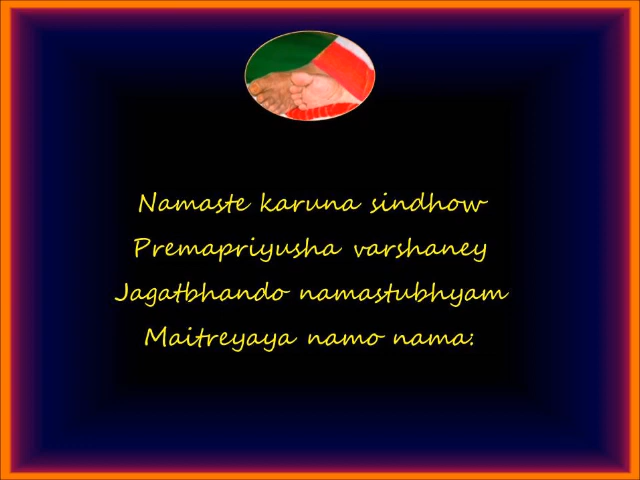 Namaste karuna sindhow
Premapriyusha varshaney
Jagatbhando namastubhyam
Maitreyaya namo nama: